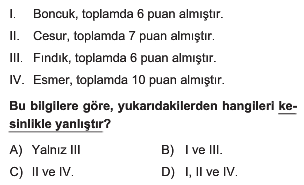 I. Boncuk, toplamda 6 puan almıştır.
II. Cesur, toplamda 7 puan almıştır.
III. Fındık, toplamda 6 puan almıştır.
IV. Esmer, toplamda 10 puan almıştır.
Bu bilgilere göre, yukarıdakilerden hangileri ke-
sinlikle yanlıştır?
A) Yalnız III B) I ve III.
C) II ve IV. D) I, II ve IV.